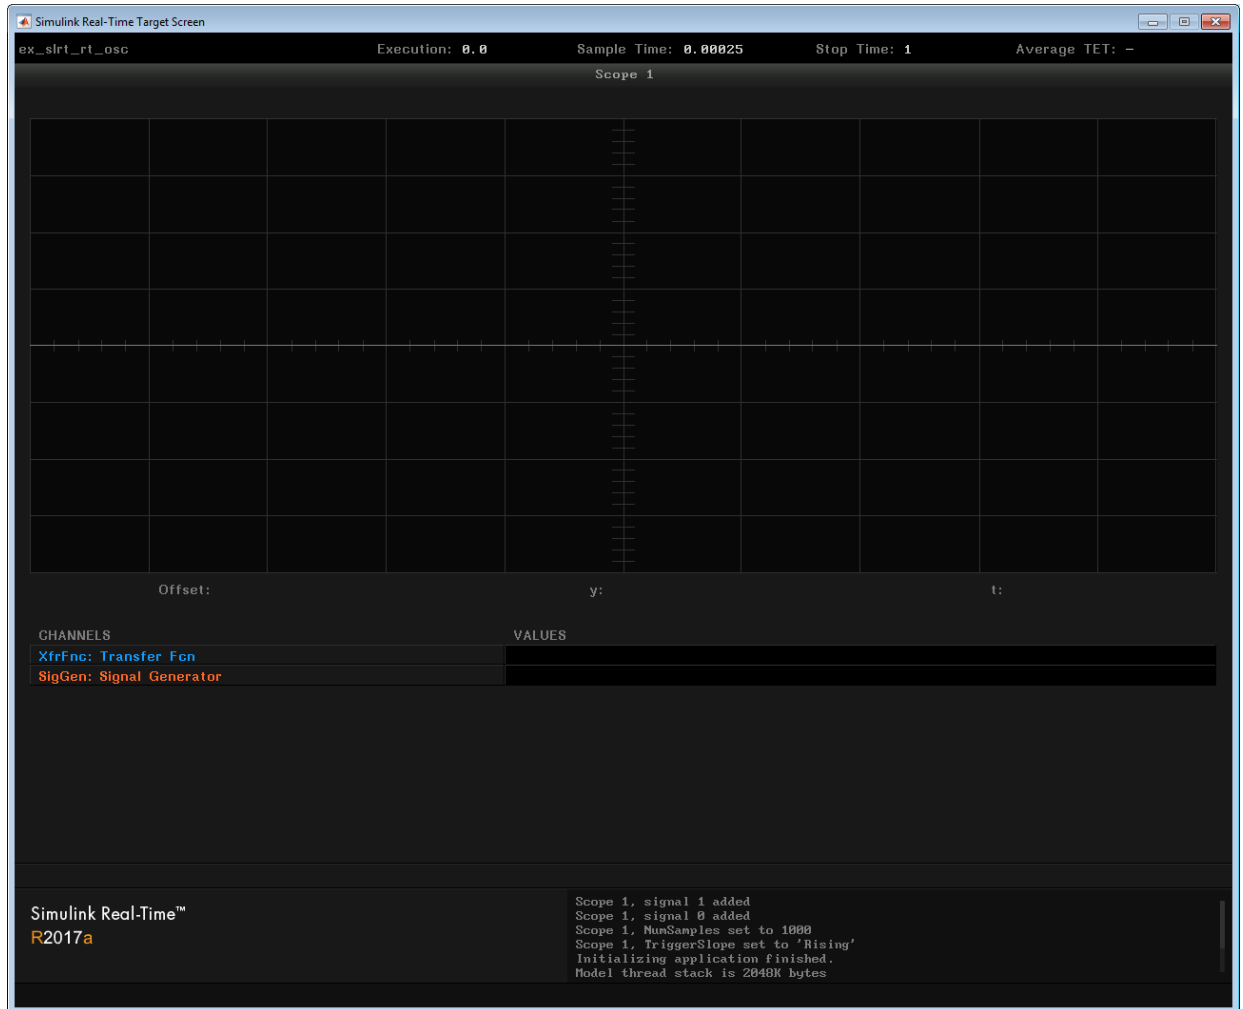 Simulink Real-Time Target Screen
ex_slrt_rt_osc Execution: 0.0 Sample Time: 0.00025 Stop Time: 1 Average TET: -
Scope 1
Offset: y: t:
CHANNELS VALUES
XfrFnc: Transfer Fcn
SigGen: Signal Generator
Simulink Real-Time™
R2017a
Scope 1, signal 1 added
Scope 1, signal 0 added
Scope 1, NumSamples set to 1000
Scope 1, TriggerSlope set to 'Rising'
Initializing application finished.
Model thread stack is 2048K bytes